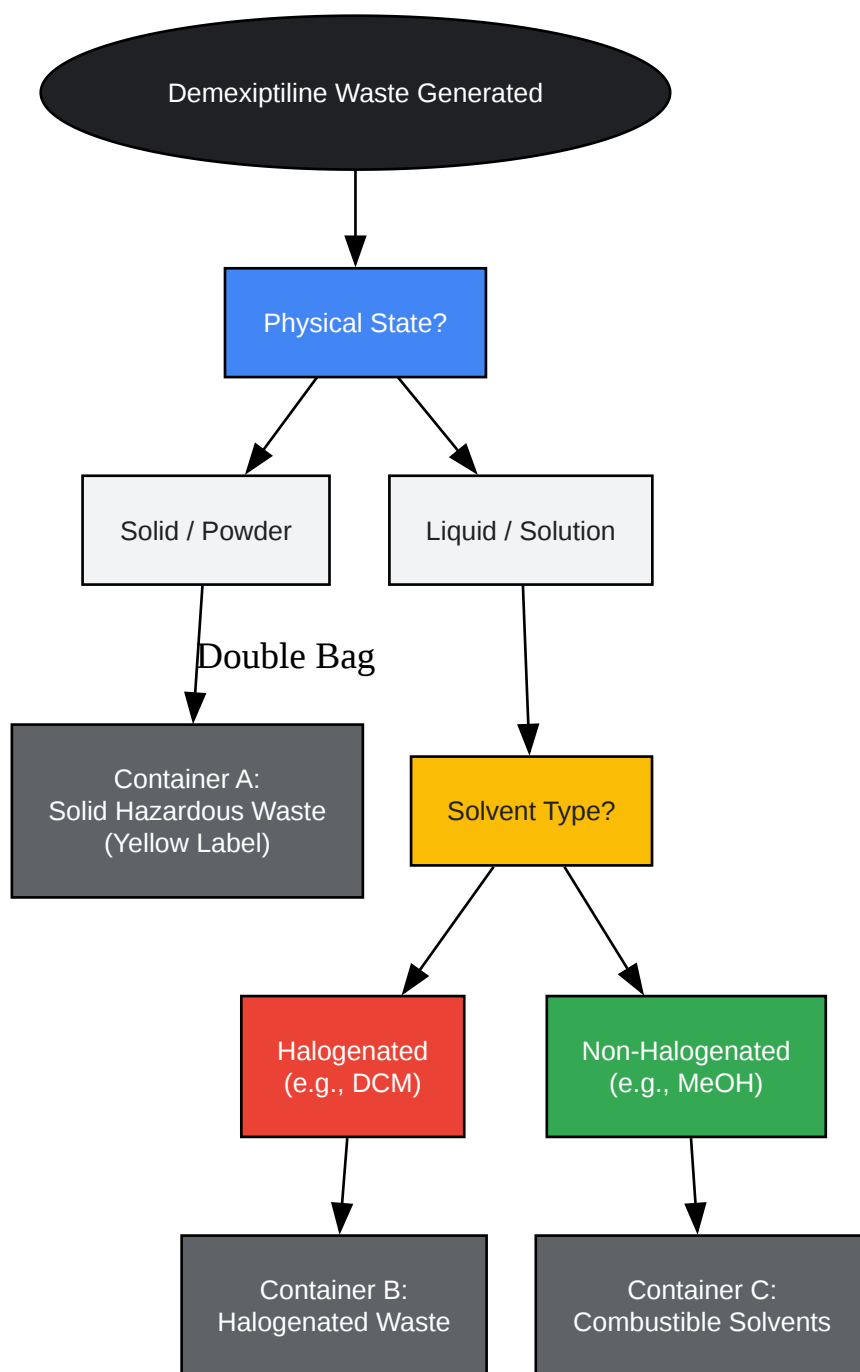 Demexiptiline Waste Generated
Physical State?
Solid / Powder
Liquid / Solution
Double Bag
Container A:
Solid Hazardous Waste
(Yellow Label)
Solvent Type?
Halogenated
(e.g., DCM)
Non-Halogenated
(e.g., MeOH)
Container B:
Halogenated Waste
Container C:
Combustible Solvents